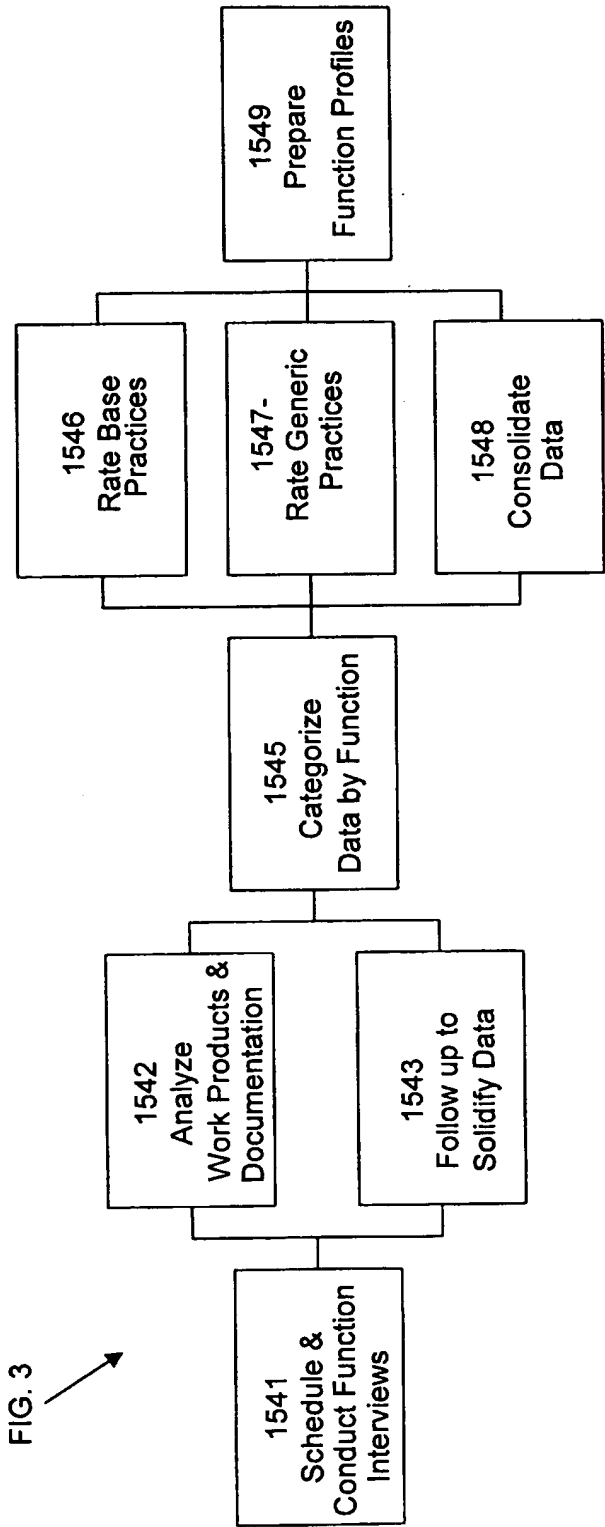 FIG. 3
1541
Schedule &
Conduct Function
Interviews
1542
Analyze
Work Products &
Documentation
1543
Follow up to
Solidify Data
1545
Categorize
Data by Function
1546
Rate Base
Practices
1547-
Rate Generic
Practices
1548
Consolidate
Data
1549
Prepare
Function Profiles